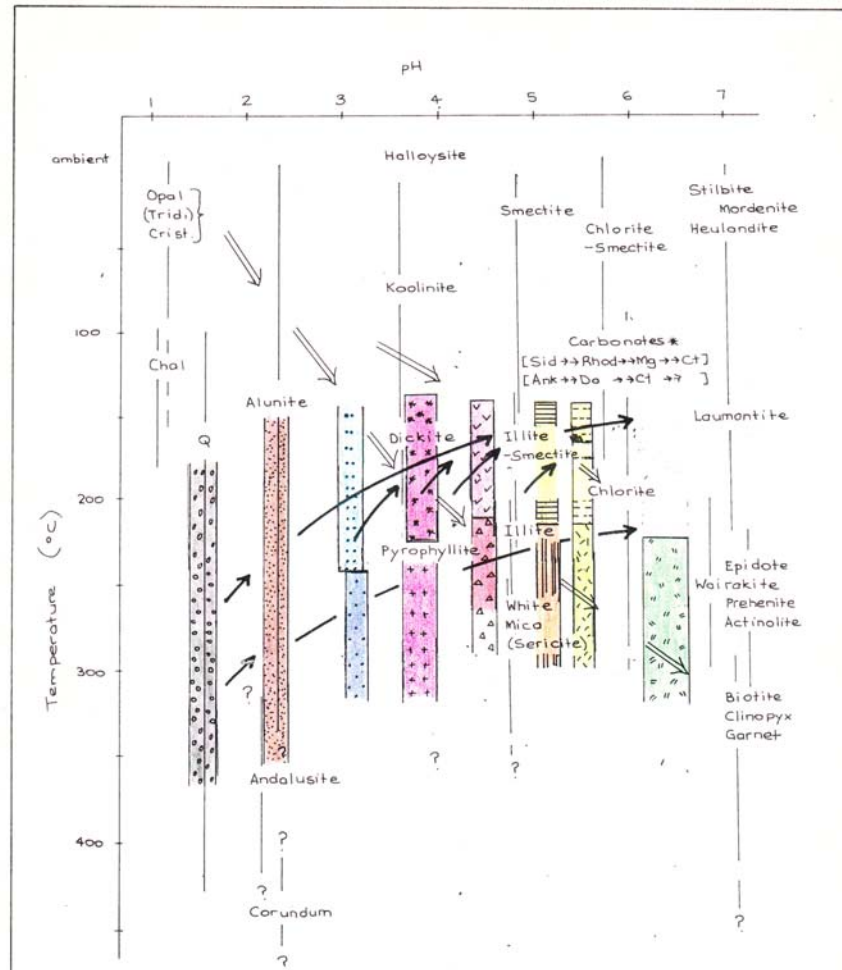 pH
1 2 3 4 5 6 7
ambient
Halloysite
Opal
(Tridi)
Crist.
Stilbite
Mordenite
Heulandite
Smectite
Chlorite
-Smectite
Kaolinite
100
Carbonates *
[Sid →→ Rhod →→ Mg →→ Ct]
[Ank →→ Do →→ Ct →→ ? ]
Chal
Alunite
Laumontite
Q
Dickite
Illite
-Smectite
200
Chlorite
Illite
Pyrophyllite
Epidote
Wairakite
Prehenite
Actinolite
White
Mica
(Sericite)
Temperature (°C)
300
?
Biotite
Clinopyx
Garnet
?
?
?
Andalusite
400
?
?
Corundum
?
?